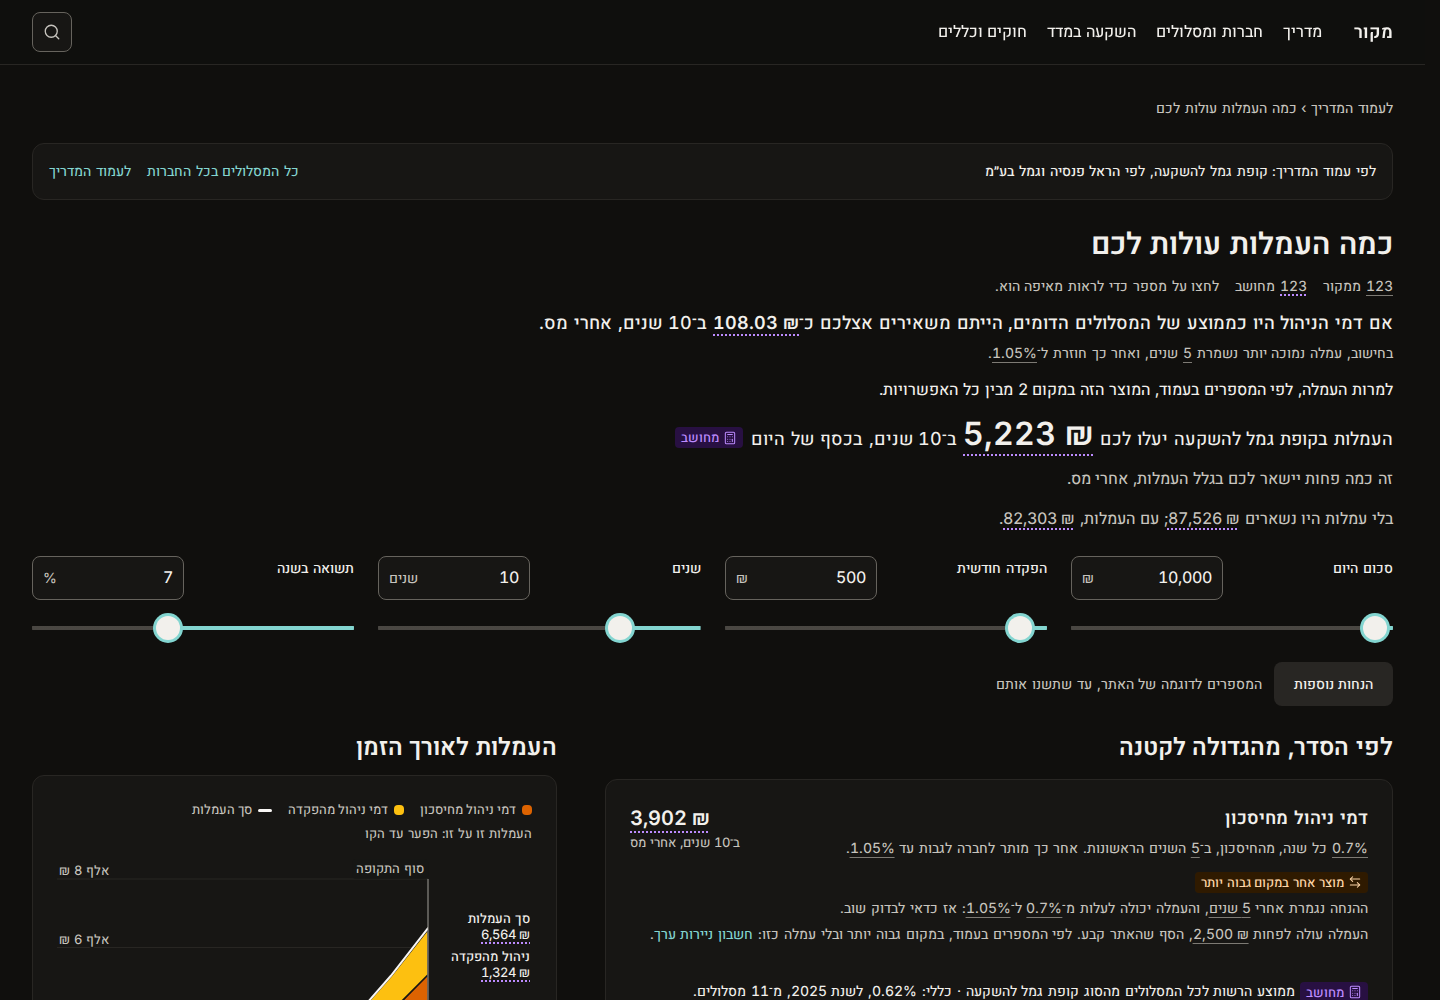 מקור מדריך חברות ומסלולים השקעה במדד חוקים וכללים
לעמוד המדריך › כמה העמלות עולות לכם
לפי עמוד המדריך: קופת גמל להשקעה, לפי הראל פנסיה וגמל בע"מ כל המסלולים בכל החברות לעמוד המדריך
כמה העמלות עולות לכם
123 ממקור 123 מחושב לחצו על מספר כדי לראות מאיפה הוא.
אם דמי הניהול היו כממוצע של המסלולים הדומים, הייתם משאירים אצלכם כ־₪ 108.03 ב־10 שנים, אחרי מס.
בחישוב, עמלה נמוכה יותר נשמרת 5 שנים, ואחר כך חוזרת ל־1.05%.
למרות העמלה, לפי המספרים בעמוד, המוצר הזה במקום 2 מבין כל האפשרויות.
העמלות בקופת גמל להשקעה יעלו לכם ₪ 5,223 ב־10 שנים, בכסף של היום מחושב
זה כמה פחות יישאר לכם בגלל העמלות, אחרי מס.
בלי עמלות היו נשארים ₪ 87,526; עם העמלות, ₪ 82,303.
סכום היום 10,000 ₪ הפקדה חודשית 500 ₪ שנים 10 שנים תשואה בשנה 7 %
הנחות נוספות המספרים לדוגמה של האתר, עד שתשנו אותם
לפי הסדר, מהגדולה לקטנה
דמי ניהול מחיסכון ₪ 3,902
ב־10 שנים, אחרי מס
0.7% כל שנה, מהחיסכון, ב־5 השנים הראשונות. אחר כך מותר לחברה לגבות עד 1.05%.
מוצר אחר במקום גבוה יותר
ההנחה נגמרת אחרי 5 שנים, והעמלה יכולה לעלות מ־0.7% ל־1.05%: אז כדאי לבדוק שוב.
העמלה עולה לפחות ₪ 2,500, הסף שהאתר קבע. לפי המספרים בעמוד, במקום גבוה יותר ובלי עמלה כזו: חשבון ניירות ערך.
מחושב ממוצע הרשות לכל המסלולים מהסוג קופת גמל להשקעה · כללי: 0.62%, לשנת 2025, מ־11 מסלולים.
העמלות לאורך הזמן
דמי ניהול מחיסכון דמי ניהול מהפקדה סך העמלות
העמלות זו על זו: הפער עד הקו
סוף התקופה
אלף 8 ₪
אלף 6 ₪
סך העמלות
₪ 6,564
ניהול מהפקדה
₪ 1,324